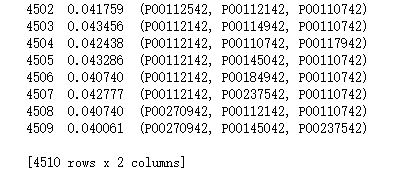 4502  0.041759  (P00112542, P00112142, P00110742)
4503  0.043456  (P00112142, P00114942, P00110742)
4504  0.042438  (P00112142, P00110742, P00117942)
4505  0.043286  (P00112142, P00145042, P00110742)
4506  0.040740  (P00112142, P00184942, P00110742)
4507  0.042777  (P00112142, P00237542, P00110742)
4508  0.040740  (P00270942, P00112142, P00110742)
4509  0.040061  (P00270942, P00145042, P00237542)
[4510 rows x 2 columns]